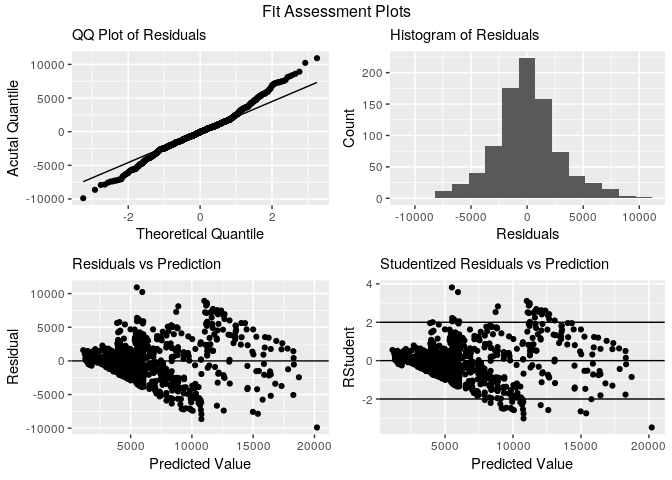 Fit Assessment Plots
QQ Plot of Residuals
Acutal Quantile
10000
5000
0
-5000
-10000
-2
0
2
Theoretical Quantile
Histogram of Residuals
Count
200
150
100
50
0
-10000
-5000
0
5000
10000
Residuals
Residuals vs Prediction
Residual
10000
5000
0
-5000
-10000
5000
10000
15000
20000
Predicted Value
Studentized Residuals vs Prediction
RStudent
4
2
0
-2
5000
10000
15000
20000
Predicted Value